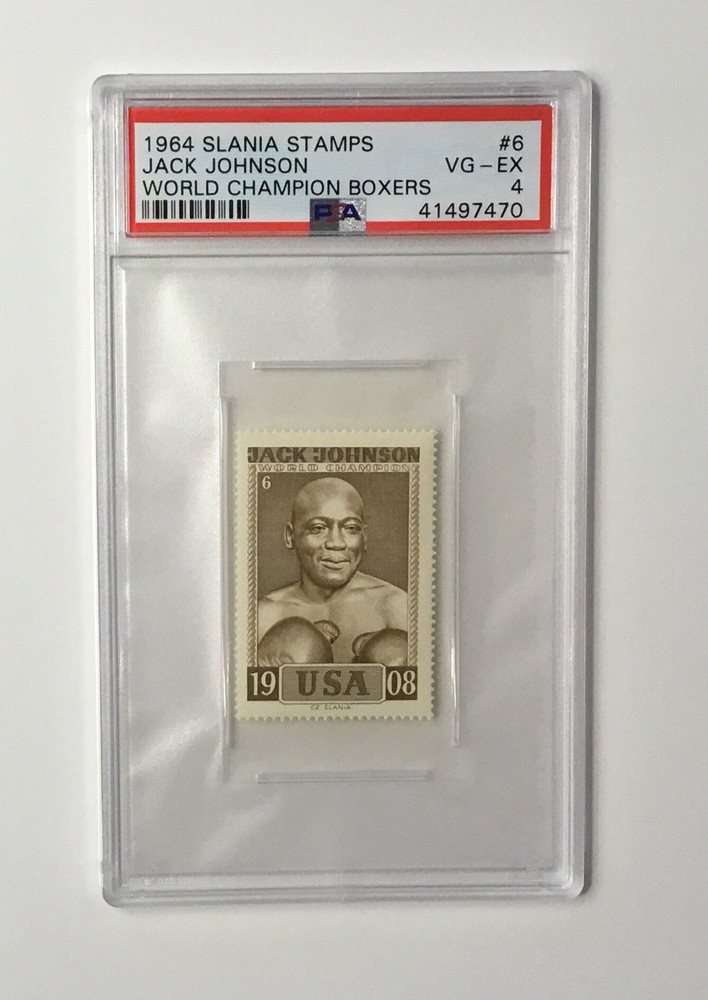 1964 SLANIA STAMPS #6
JACK JOHNSON VG-EX
WORLD CHAMPION BOXERS 4
PSA 41497470
JACK JOHNSON
WORLD CHAMPION
6
19 USA 08
CZ. SLANIA